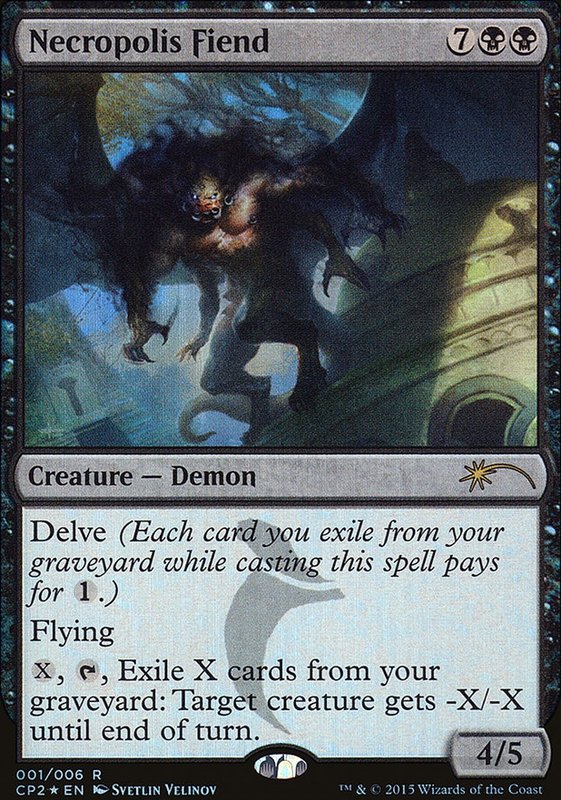 Necropolis Fiend 7
Creature — Demon
Delve (Each card you exile from your
graveyard while casting this spell pays
for 1.)
Flying
X, , Exile X cards from your
graveyard: Target creature gets -X/-X
until end of turn.
4/5
001/006 R
CP2 ★ EN Svetlin Velinov
™ & © 2015 Wizards of the Coast